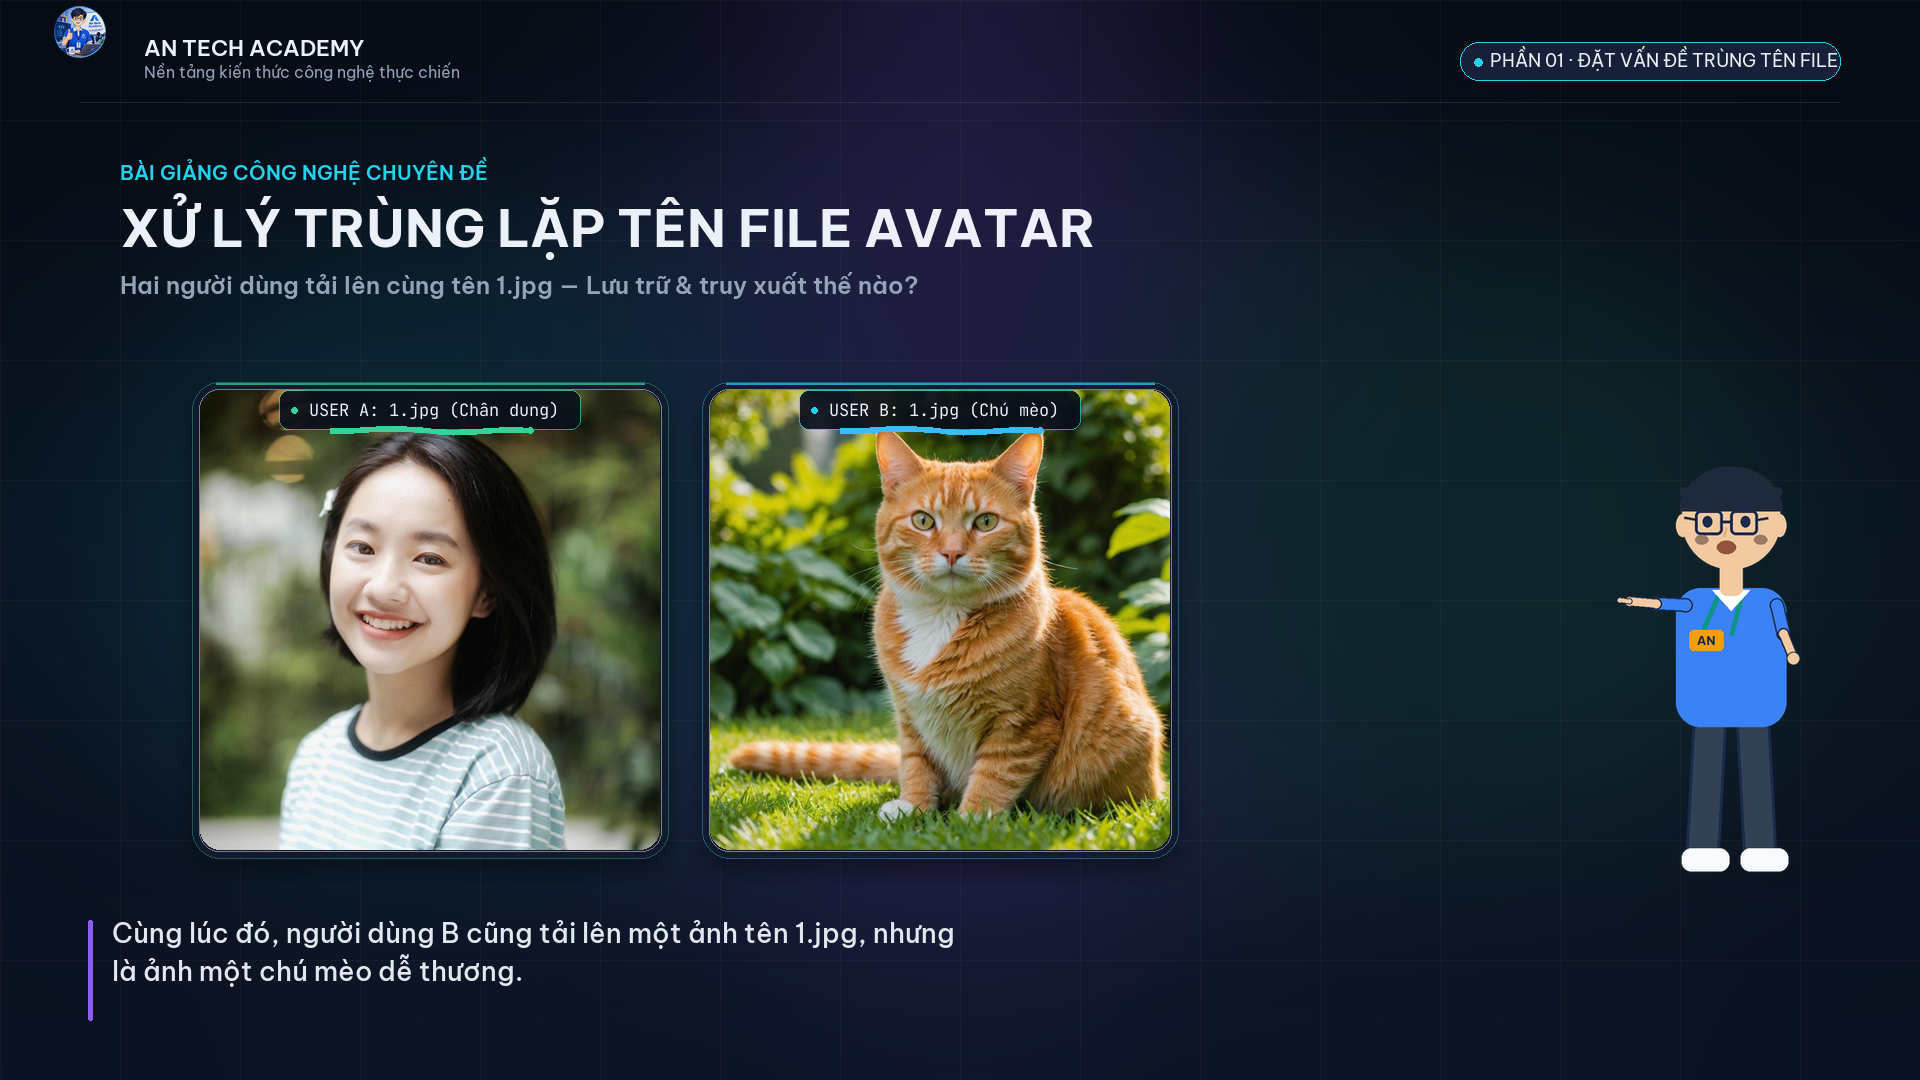 AN TECH ACADEMY
Nền tảng kiến thức công nghệ thực chiến
PHẦN 01 · ĐẶT VẤN ĐỀ TRÙNG TÊN FILE
BÀI GIẢNG CÔNG NGHỆ CHUYÊN ĐỀ
XỬ LÝ TRÙNG LẶP TÊN FILE AVATAR
Hai người dùng tải lên cùng tên 1.jpg — Lưu trữ & truy xuất thế nào?
USER A: 1.jpg (Chân dung)
USER B: 1.jpg (Chú mèo)
AN
Cùng lúc đó, người dùng B cũng tải lên một ảnh tên 1.jpg, nhưng
là ảnh một chú mèo dễ thương.